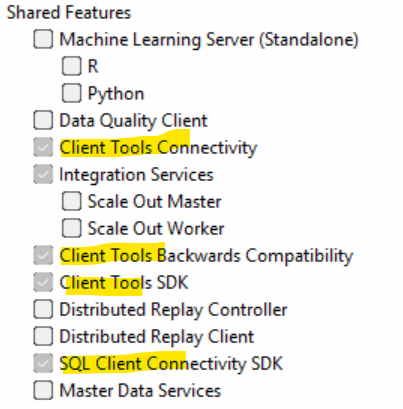 Shared Features
Machine Learning Server (Standalone)
R
Python
Data Quality Client
Client Tools Connectivity
Integration Services
Scale Out Master
Scale Out Worker
Client Tools Backwards Compatibility
Client Tools SDK
Distributed Replay Controller
Distributed Replay Client
SQL Client Connectivity SDK
Master Data Services